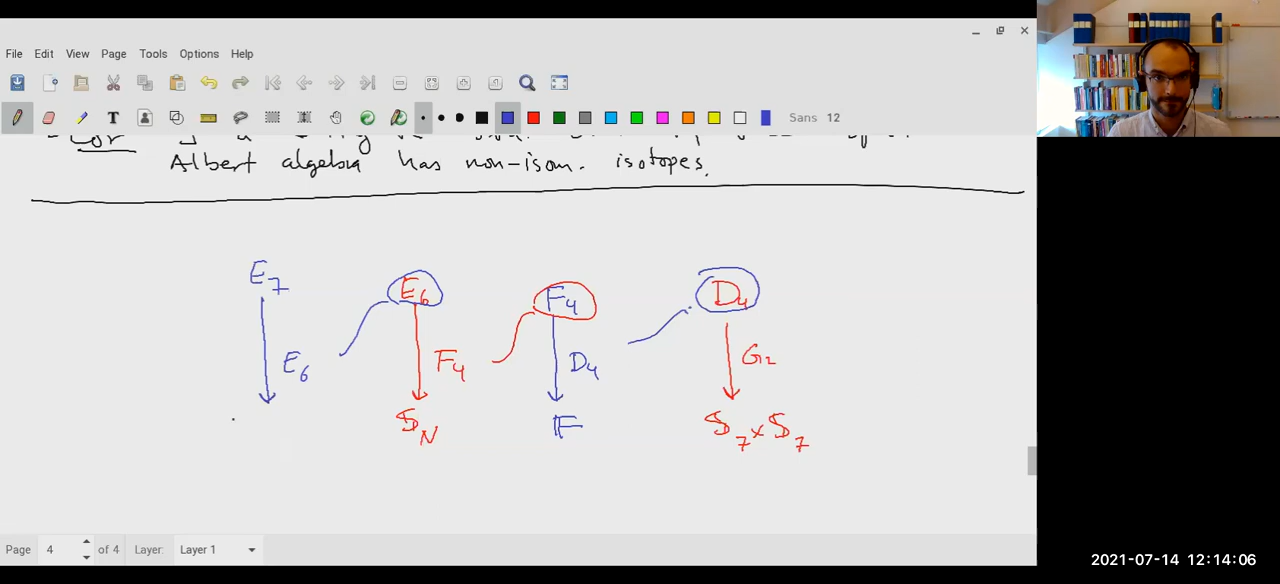 File Edit View Page Tools Options Help
Sans 12
Cor
Albert algebra has non-isom. isotopes.
E7 E6 F4 D4
E6 F4 D4 G2
𝕊N 𝔽 𝕊7 × 𝕊7
Page 4 of 4 Layer: Layer 1
2021-07-14 12:14:06